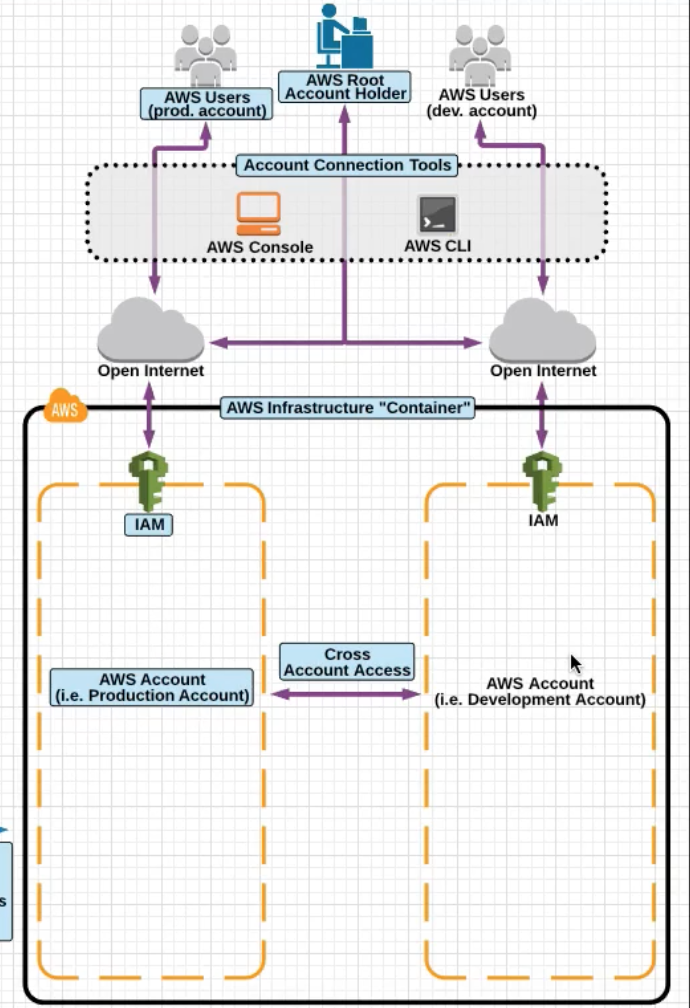 AWS Users
(prod. account)
AWS Root
Account Holder
AWS Users
(dev. account)
Account Connection Tools
AWS Console
AWS CLI
Open Internet
Open Internet
AWS
AWS Infrastructure "Container"
IAM
IAM
Cross
Account Access
AWS Account
(i.e. Production Account)
AWS Account
(i.e. Development Account)
s